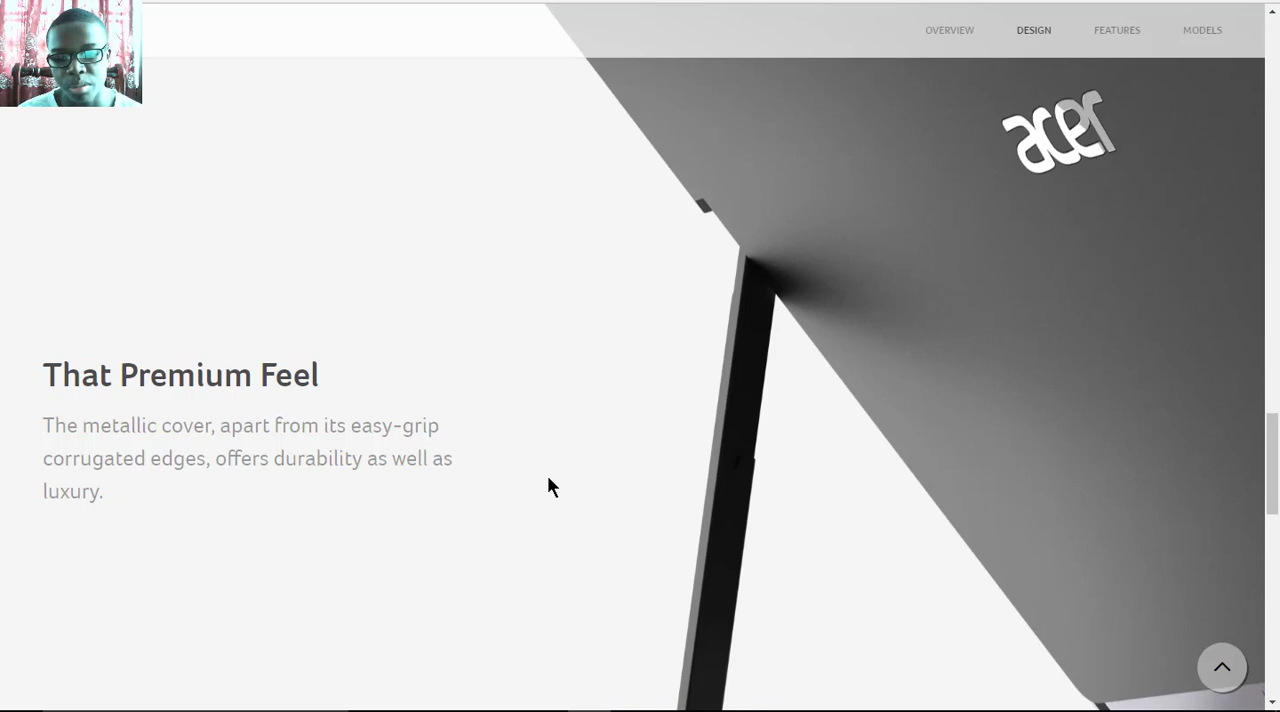 OVERVIEW DESIGN FEATURES MODELS
acer
That Premium Feel
The metallic cover, apart from its easy-grip
corrugated edges, offers durability as well as
luxury.